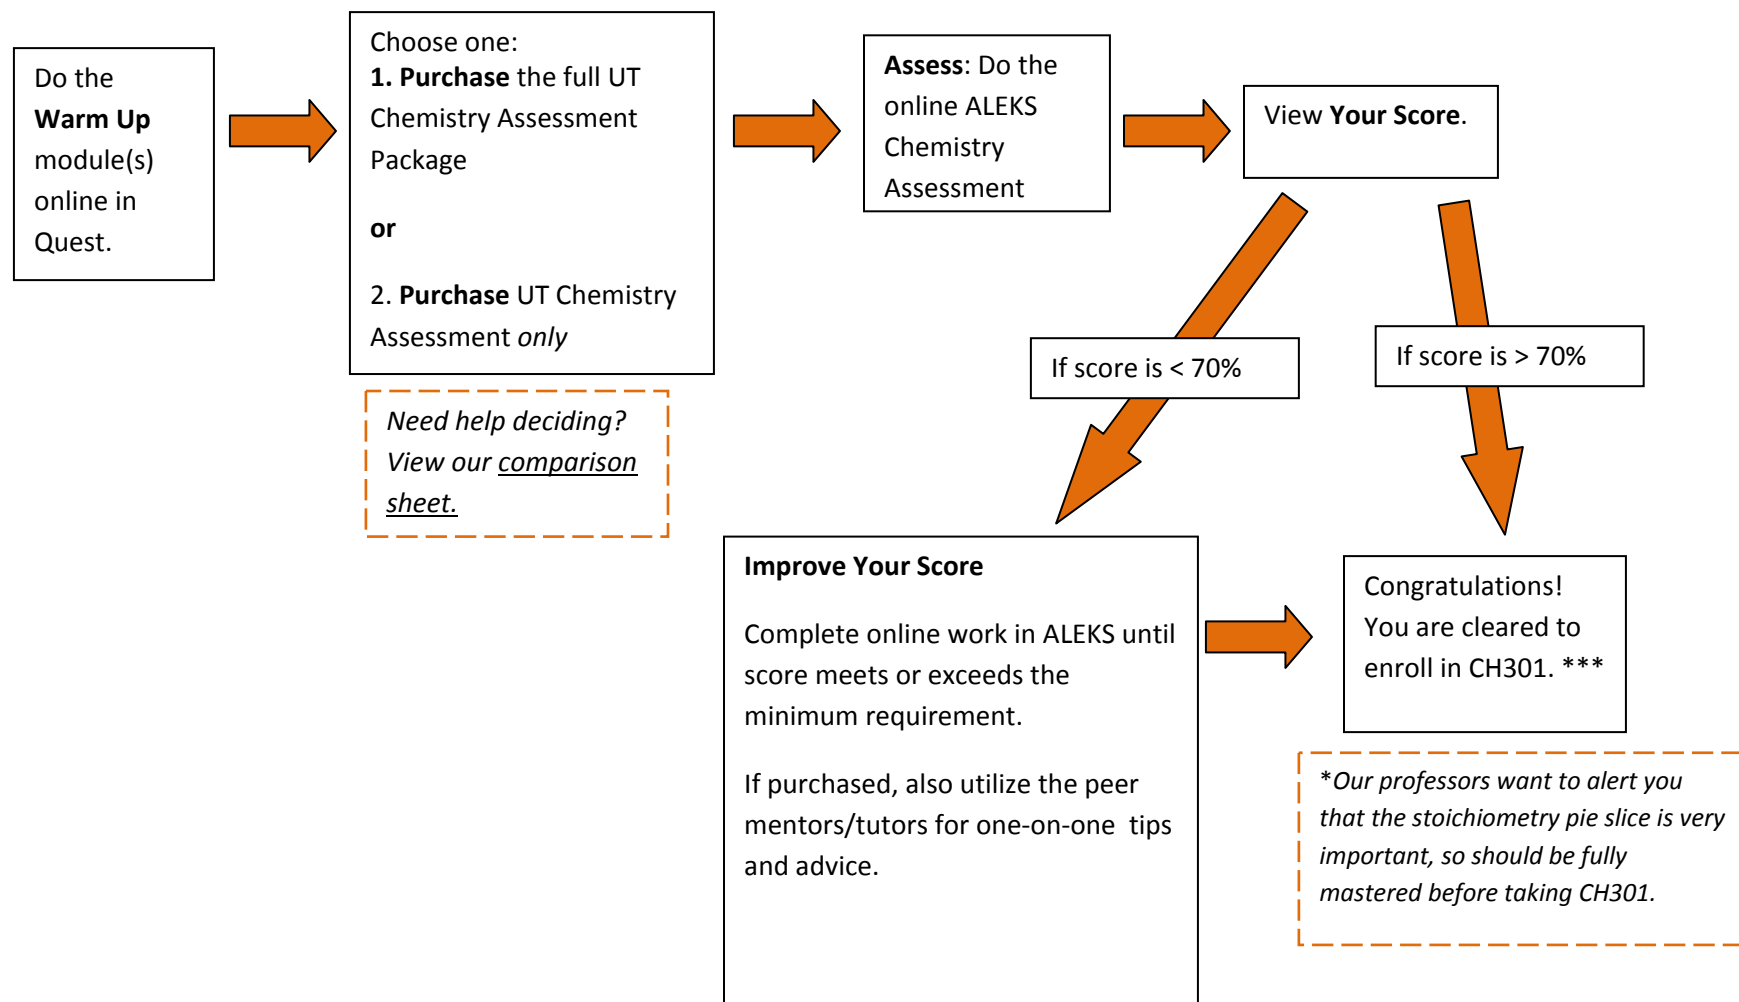 Do the
Warm Up
module(s)
online in
Quest.
Choose one:
1. Purchase the full UT
Chemistry Assessment
Package
or
2. Purchase UT Chemistry
Assessment only
Need help deciding?
View our comparison
sheet.
Assess: Do the
online ALEKS
Chemistry
Assessment
View Your Score.
If score is < 70%
If score is > 70%
Improve Your Score
Complete online work in ALEKS until
score meets or exceeds the
minimum requirement.
If purchased, also utilize the peer
mentors/tutors for one-on-one tips
and advice.
Congratulations!
You are cleared to
enroll in CH301. ***
*Our professors want to alert you
that the stoichiometry pie slice is very
important, so should be fully
mastered before taking CH301.